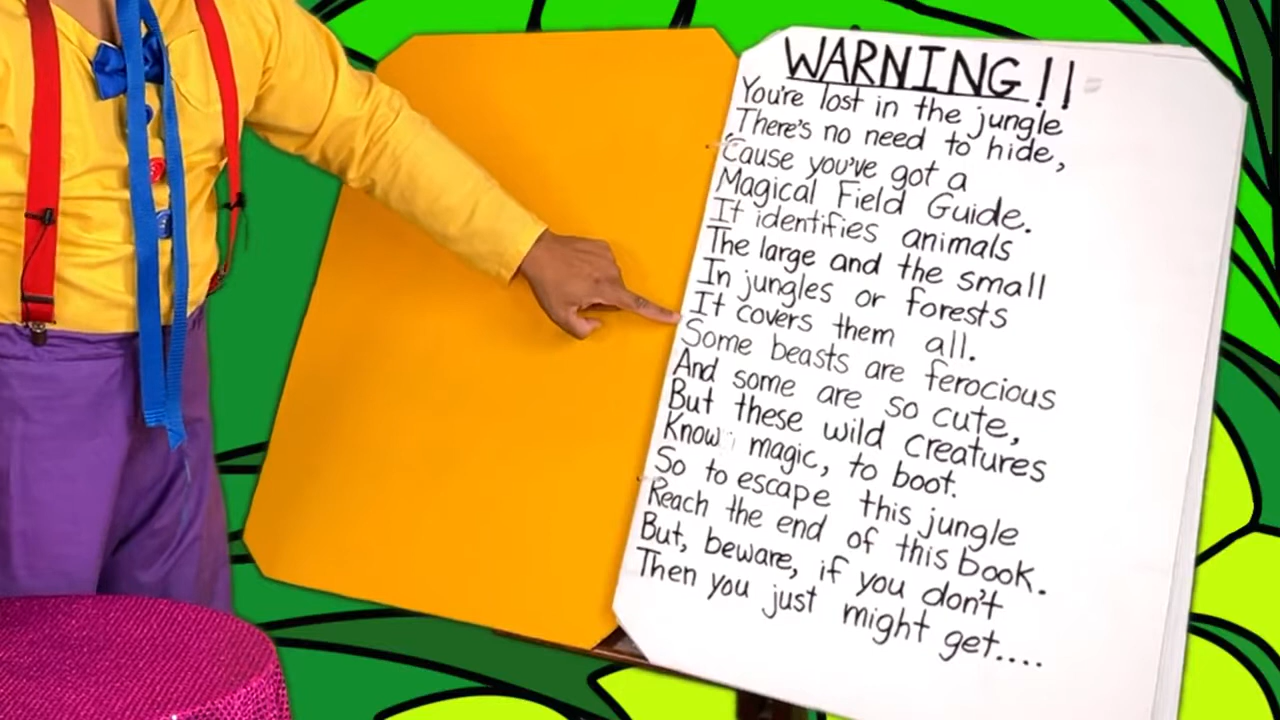 WARNING!!
You're lost in the jungle
There's no need to hide,
'Cause you've got a
Magical Field Guide.
It identifies animals
The large and the small
In jungles or forests
It covers them all.
Some beasts are ferocious
And some are so cute,
But these wild creatures
Know magic, to boot.
So to escape this jungle
Reach the end of this book.
But, beware, if you don't
Then you just might get....